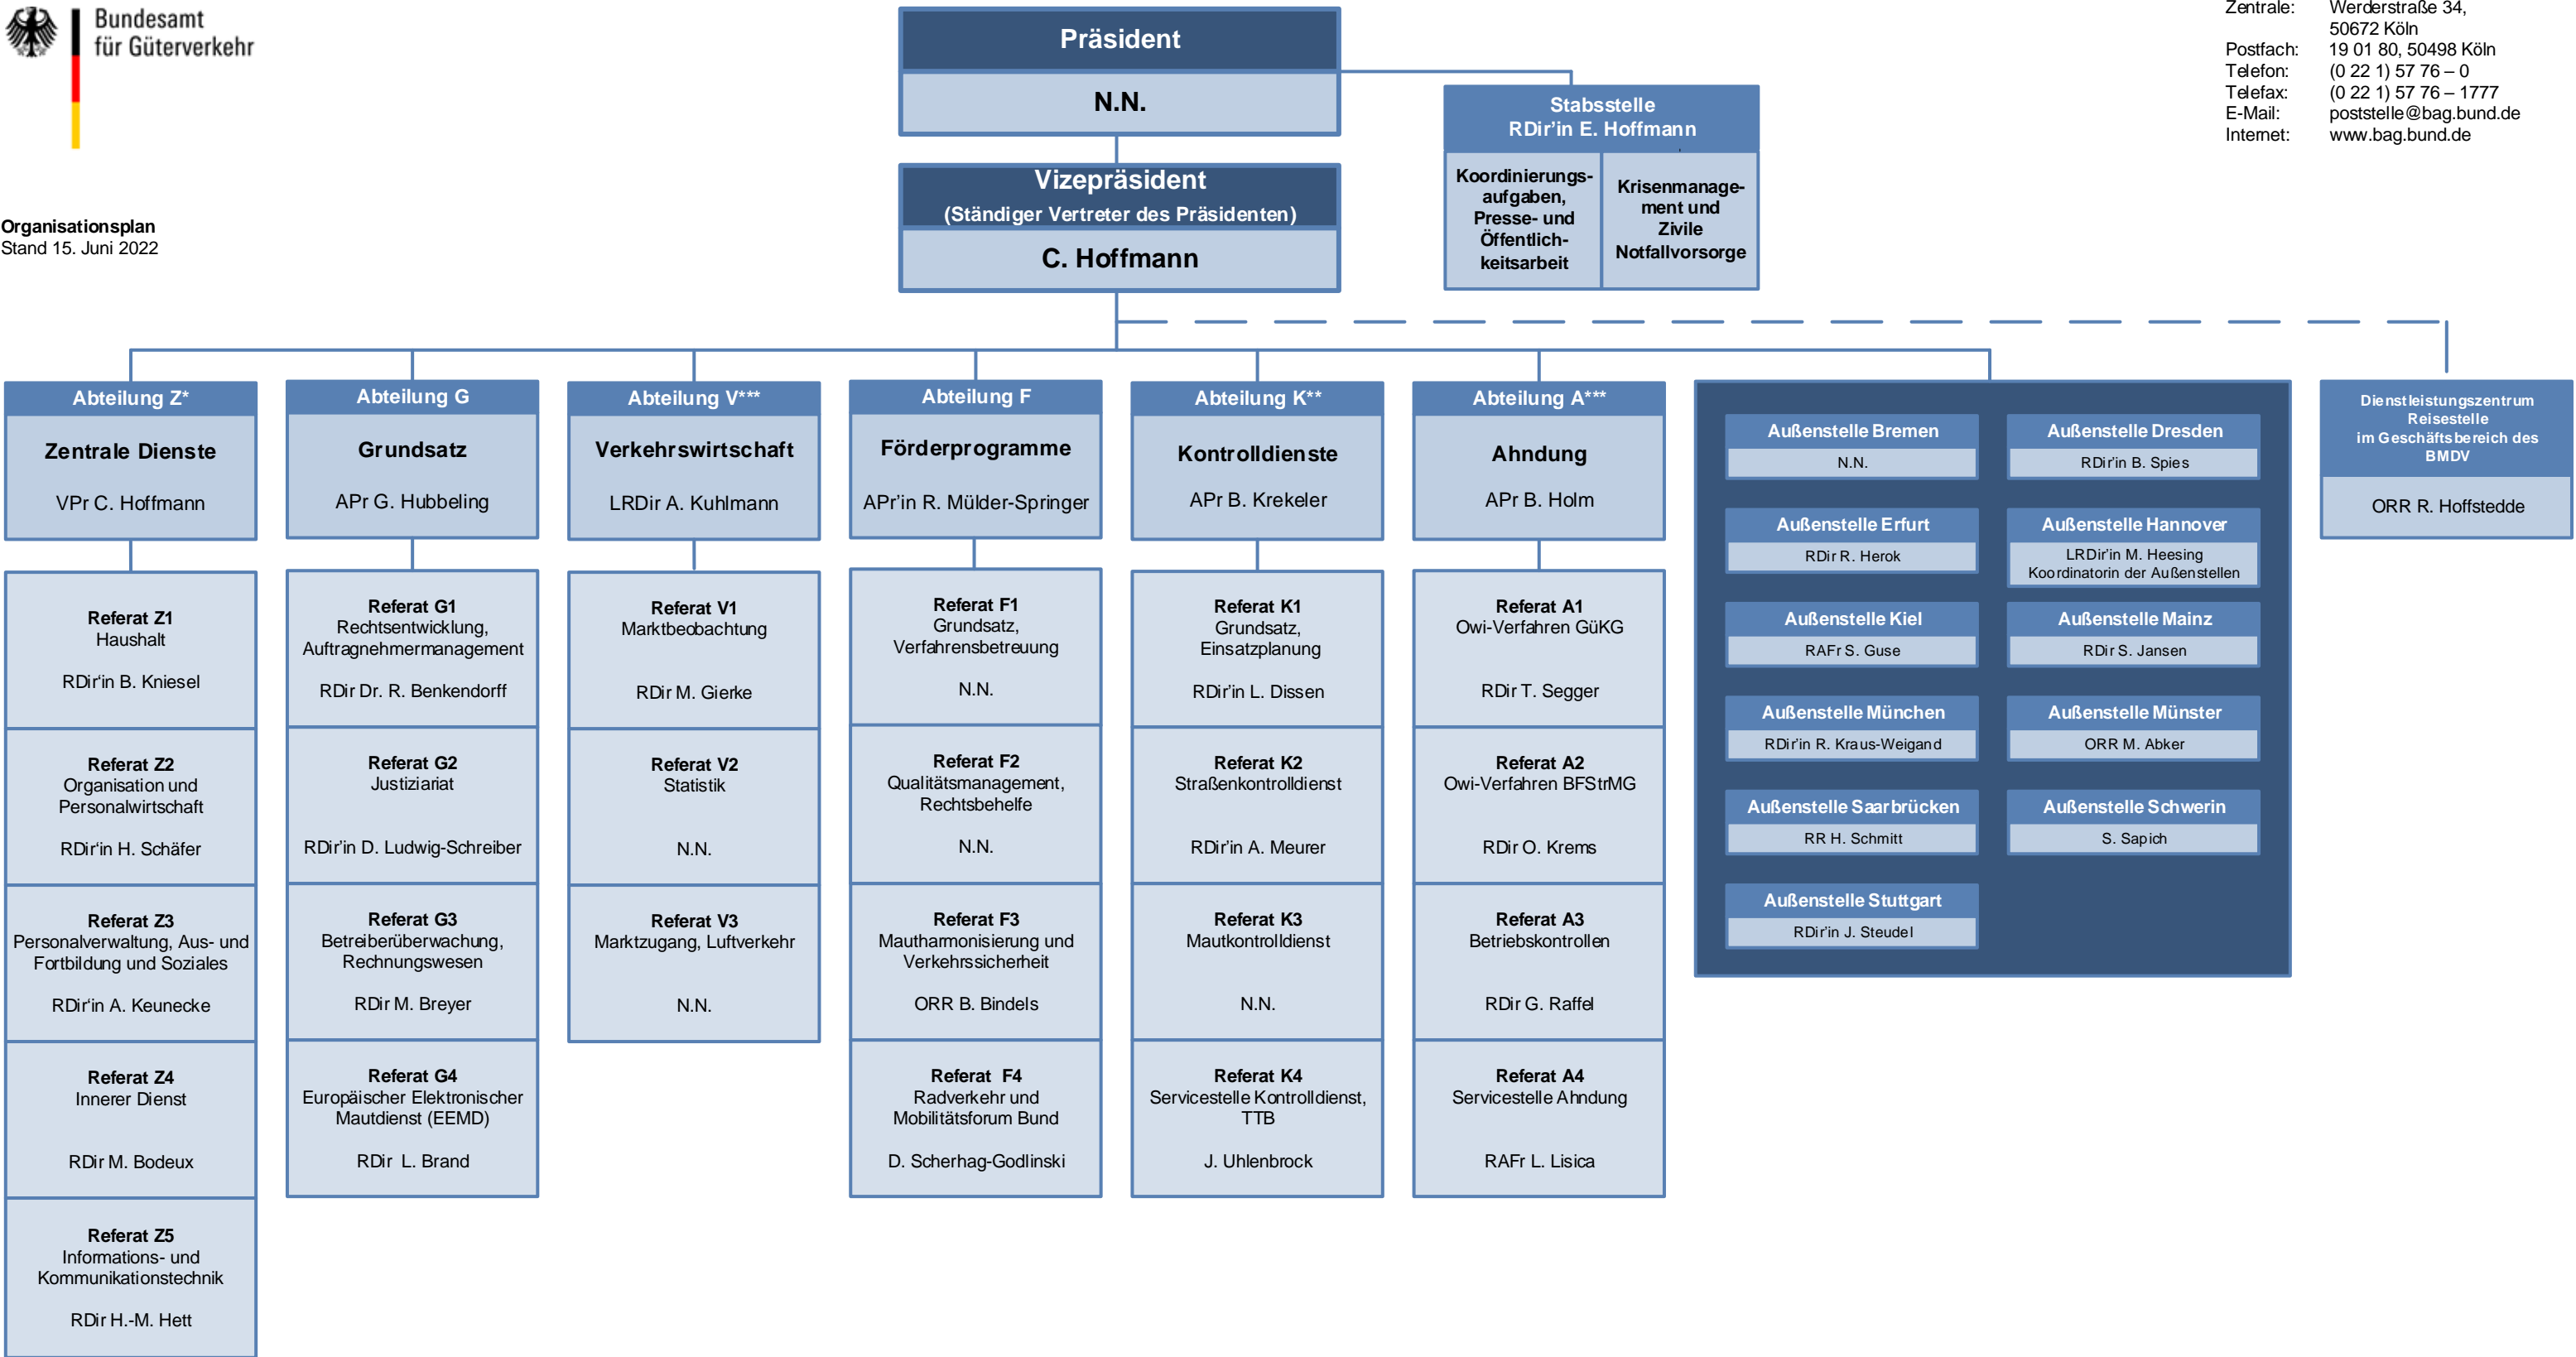 Bundesamt
für Güterverkehr
Organisationsplan
Stand 15. Juni 2022
Präsident
N.N.
Vizepräsident
(Ständiger Vertreter des Präsidenten)
C. Hoffmann
Stabsstelle
RDir’in E. Hoffmann
Koordinierungs-
aufgaben,
Presse- und
Öffentlich-
keitsarbeit
Krisenmanage-
ment und
Zivile
Notfallvorsorge
Zentrale: Werderstraße 34,
50672 Köln
Postfach: 19 01 80, 50498 Köln
Telefon: (0 22 1) 57 76 – 0
Telefax: (0 22 1) 57 76 – 1777
E-Mail: poststelle@bag.bund.de
Internet: www.bag.bund.de
Abteilung Z*
Zentrale Dienste
VPr C. Hoffmann
Referat Z1
Haushalt
RDir‘in B. Kniesel
Referat Z2
Organisation und
Personalwirtschaft
RDir‘in H. Schäfer
Referat Z3
Personalverwaltung, Aus- und
Fortbildung und Soziales
RDir‘in A. Keunecke
Referat Z4
Innerer Dienst
RDir M. Bodeux
Referat Z5
Informations- und
Kommunikationstechnik
RDir H.-M. Hett
Abteilung G
Grundsatz
APr G. Hubbeling
Referat G1
Rechtsentwicklung,
Auftragnehmermanagement
RDir Dr. R. Benkendorff
Referat G2
Justiziariat
RDir’in D. Ludwig-Schreiber
Referat G3
Betreiberüberwachung,
Rechnungswesen
RDir M. Breyer
Referat G4
Europäischer Elektronischer
Mautdienst (EEMD)
RDir L. Brand
Abteilung V***
Verkehrswirtschaft
LRDir A. Kuhlmann
Referat V1
Marktbeobachtung
RDir M. Gierke
Referat V2
Statistik
N.N.
Referat V3
Marktzugang, Luftverkehr
N.N.
Abteilung F
Förderprogramme
APr’in R. Mülder-Springer
Referat F1
Grundsatz,
Verfahrensbetreuung
N.N.
Referat F2
Qualitätsmanagement,
Rechtsbehelfe
N.N.
Referat F3
Mautharmonisierung und
Verkehrssicherheit
ORR B. Bindels
Referat F4
Radverkehr und
Mobilitätsforum Bund
D. Scherhag-Godlinski
Abteilung K**
Kontrolldienste
APr B. Krekeler
Referat K1
Grundsatz,
Einsatzplanung
RDir’in L. Dissen
Referat K2
Straßenkontrolldienst
RDir’in A. Meurer
Referat K3
Mautkontrolldienst
N.N.
Referat K4
Servicestelle Kontrolldienst,
TTB
J. Uhlenbrock
Abteilung A***
Ahndung
APr B. Holm
Referat A1
Owi-Verfahren GüKG
RDir T. Segger
Referat A2
Owi-Verfahren BFStrMG
RDir O. Krems
Referat A3
Betriebskontrollen
RDir G. Raffel
Referat A4
Servicestelle Ahndung
RAFr L. Lisica
Außenstelle Bremen
N.N.
Außenstelle Dresden
RDir’in B. Spies
Außenstelle Erfurt
RDir R. Herok
Außenstelle Hannover
LRDir’in M. Heesing
Koordinatorin der Außenstellen
Außenstelle Kiel
RAFr S. Guse
Außenstelle Mainz
RDir S. Jansen
Außenstelle München
RDir’in R. Kraus-Weigand
Außenstelle Münster
ORR M. Abker
Außenstelle Saarbrücken
RR H. Schmitt
Außenstelle Schwerin
S. Sapich
Außenstelle Stuttgart
RDir’in J. Steudel
Dienstleistungszentrum
Reisestelle
im Geschäftsbereich des
BMDV
ORR R. Hoffstedde